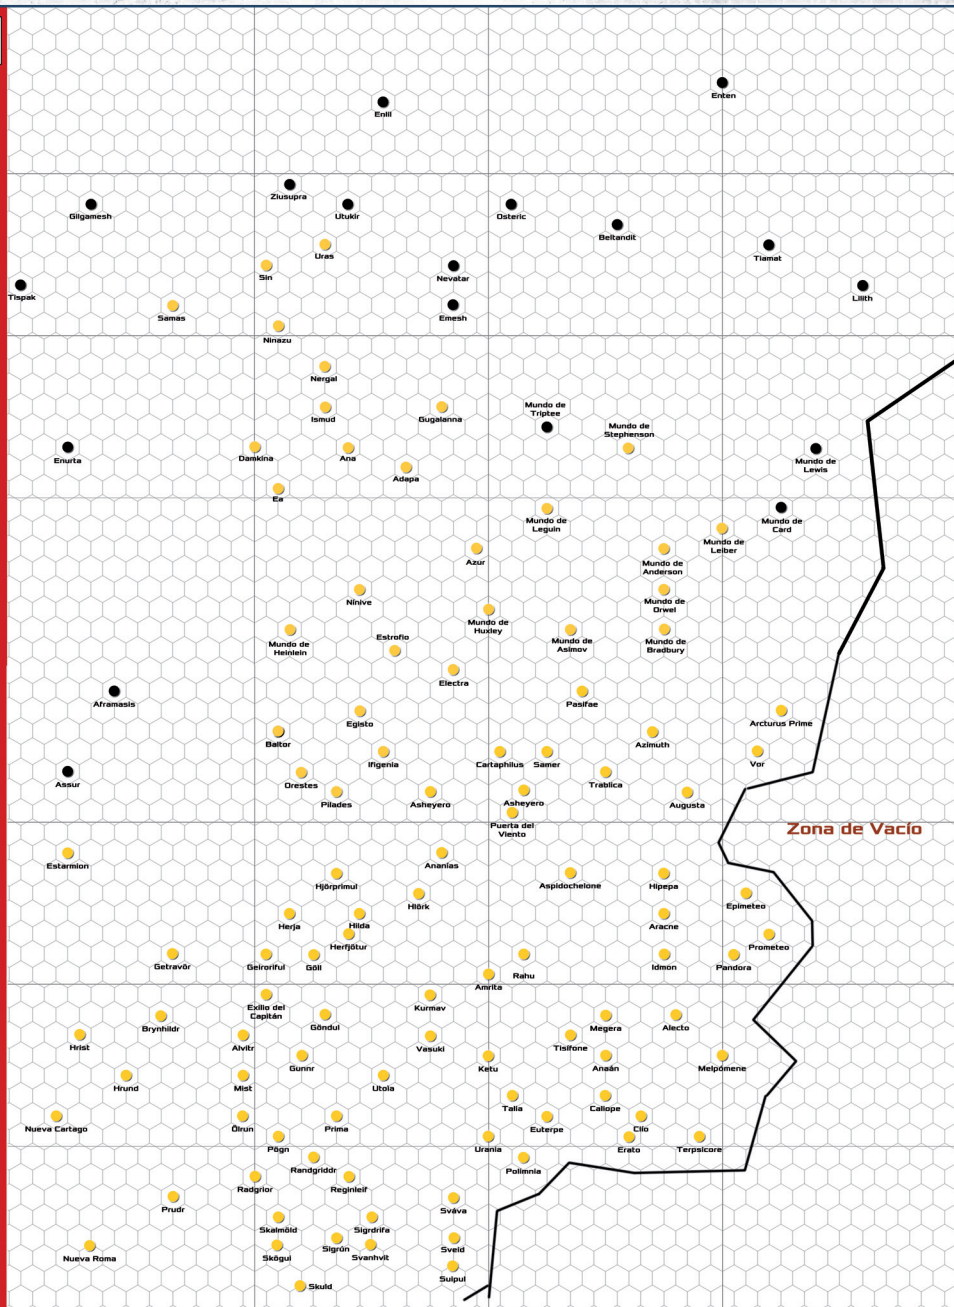 Enten
Enlil
Ziusupra
Gilgamesh
Utukir
Osteric
Beltandit
Uras
Tiamat
Sin
Nevatar
Tispak
Lilith
Samas
Emesh
Ninazu
Nergal
Mundo de
Triptee
Ismud
Gugalanna
Mundo de
Stephenson
Enurta
Damkina
Ana
Mundo de
Lewis
Adapa
Ea
Mundo de
Leguin
Mundo de
Card
Mundo de
Leiber
Azur
Mundo de
Anderson
Nínive
Mundo de
Orwel
Mundo de
Huxley
Mundo de
Heinlein
Estrofio
Mundo de
Asimov
Mundo de
Bradbury
Electra
Aframasis
Pasifae
Egisto
Arcturus Prime
Baltor
Azimuth
Ifigenia
Cartaphilus
Samer
Vor
Assur
Orestes
Trablica
Pilades
Asheyero
Asheyero
Augusta
Puerta del
Viento
Zona de Vacío
Estarmion
Ananías
Hjörprimul
Aspidochelone
Hipepa
Hlörk
Epimeteo
Herja
Hilda
Aracne
Herfjötur
Prometeo
Getravör
Geiroriful
Göli
Rahu
Idmon
Pandora
Amrita
Exilio del
Capitán
Kurmav
Brynhildr
Göndul
Megera
Alecto
Hrist
Alvitr
Vasuki
Tisífone
Gunnr
Ketu
Anaán
Melpómene
Hrund
Mist
Utola
Talia
Caliope
Nueva Cartago
Ölrun
Prima
Euterpe
Clío
Pögn
Urania
Erato
Terpsicore
Randgriddr
Polimnia
Radgrior
Reginleif
Prudr
Sváva
Skalmöld
Sigrdrifa
Nueva Roma
Skögul
Sigrún
Svanhvit
Sveid
Sulpul
Skuld